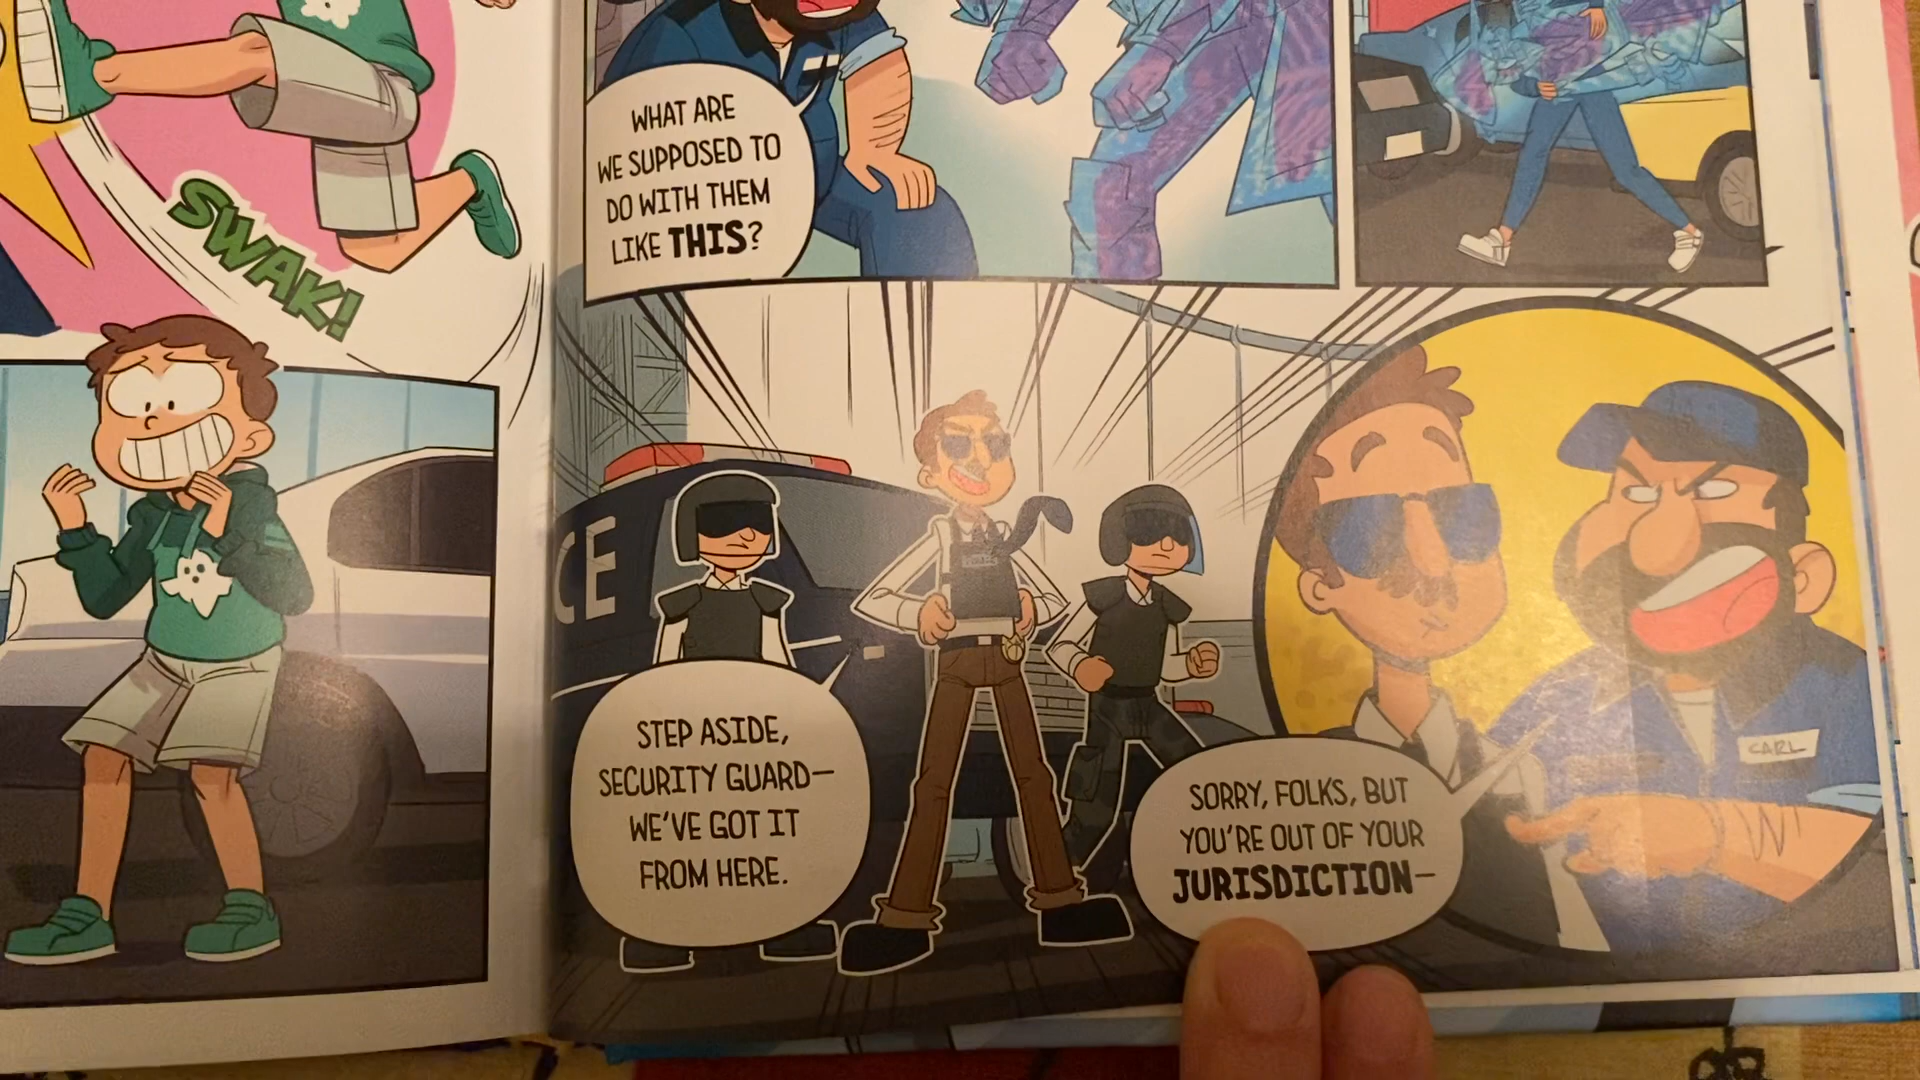 SWAK!
WHAT ARE
WE SUPPOSED TO
DO WITH THEM
LIKE THIS?
CE
POLICE
STEP ASIDE,
SECURITY GUARD—
WE'VE GOT IT
FROM HERE.
CARL
SORRY, FOLKS, BUT
YOU'RE OUT OF YOUR
JURISDICTION—